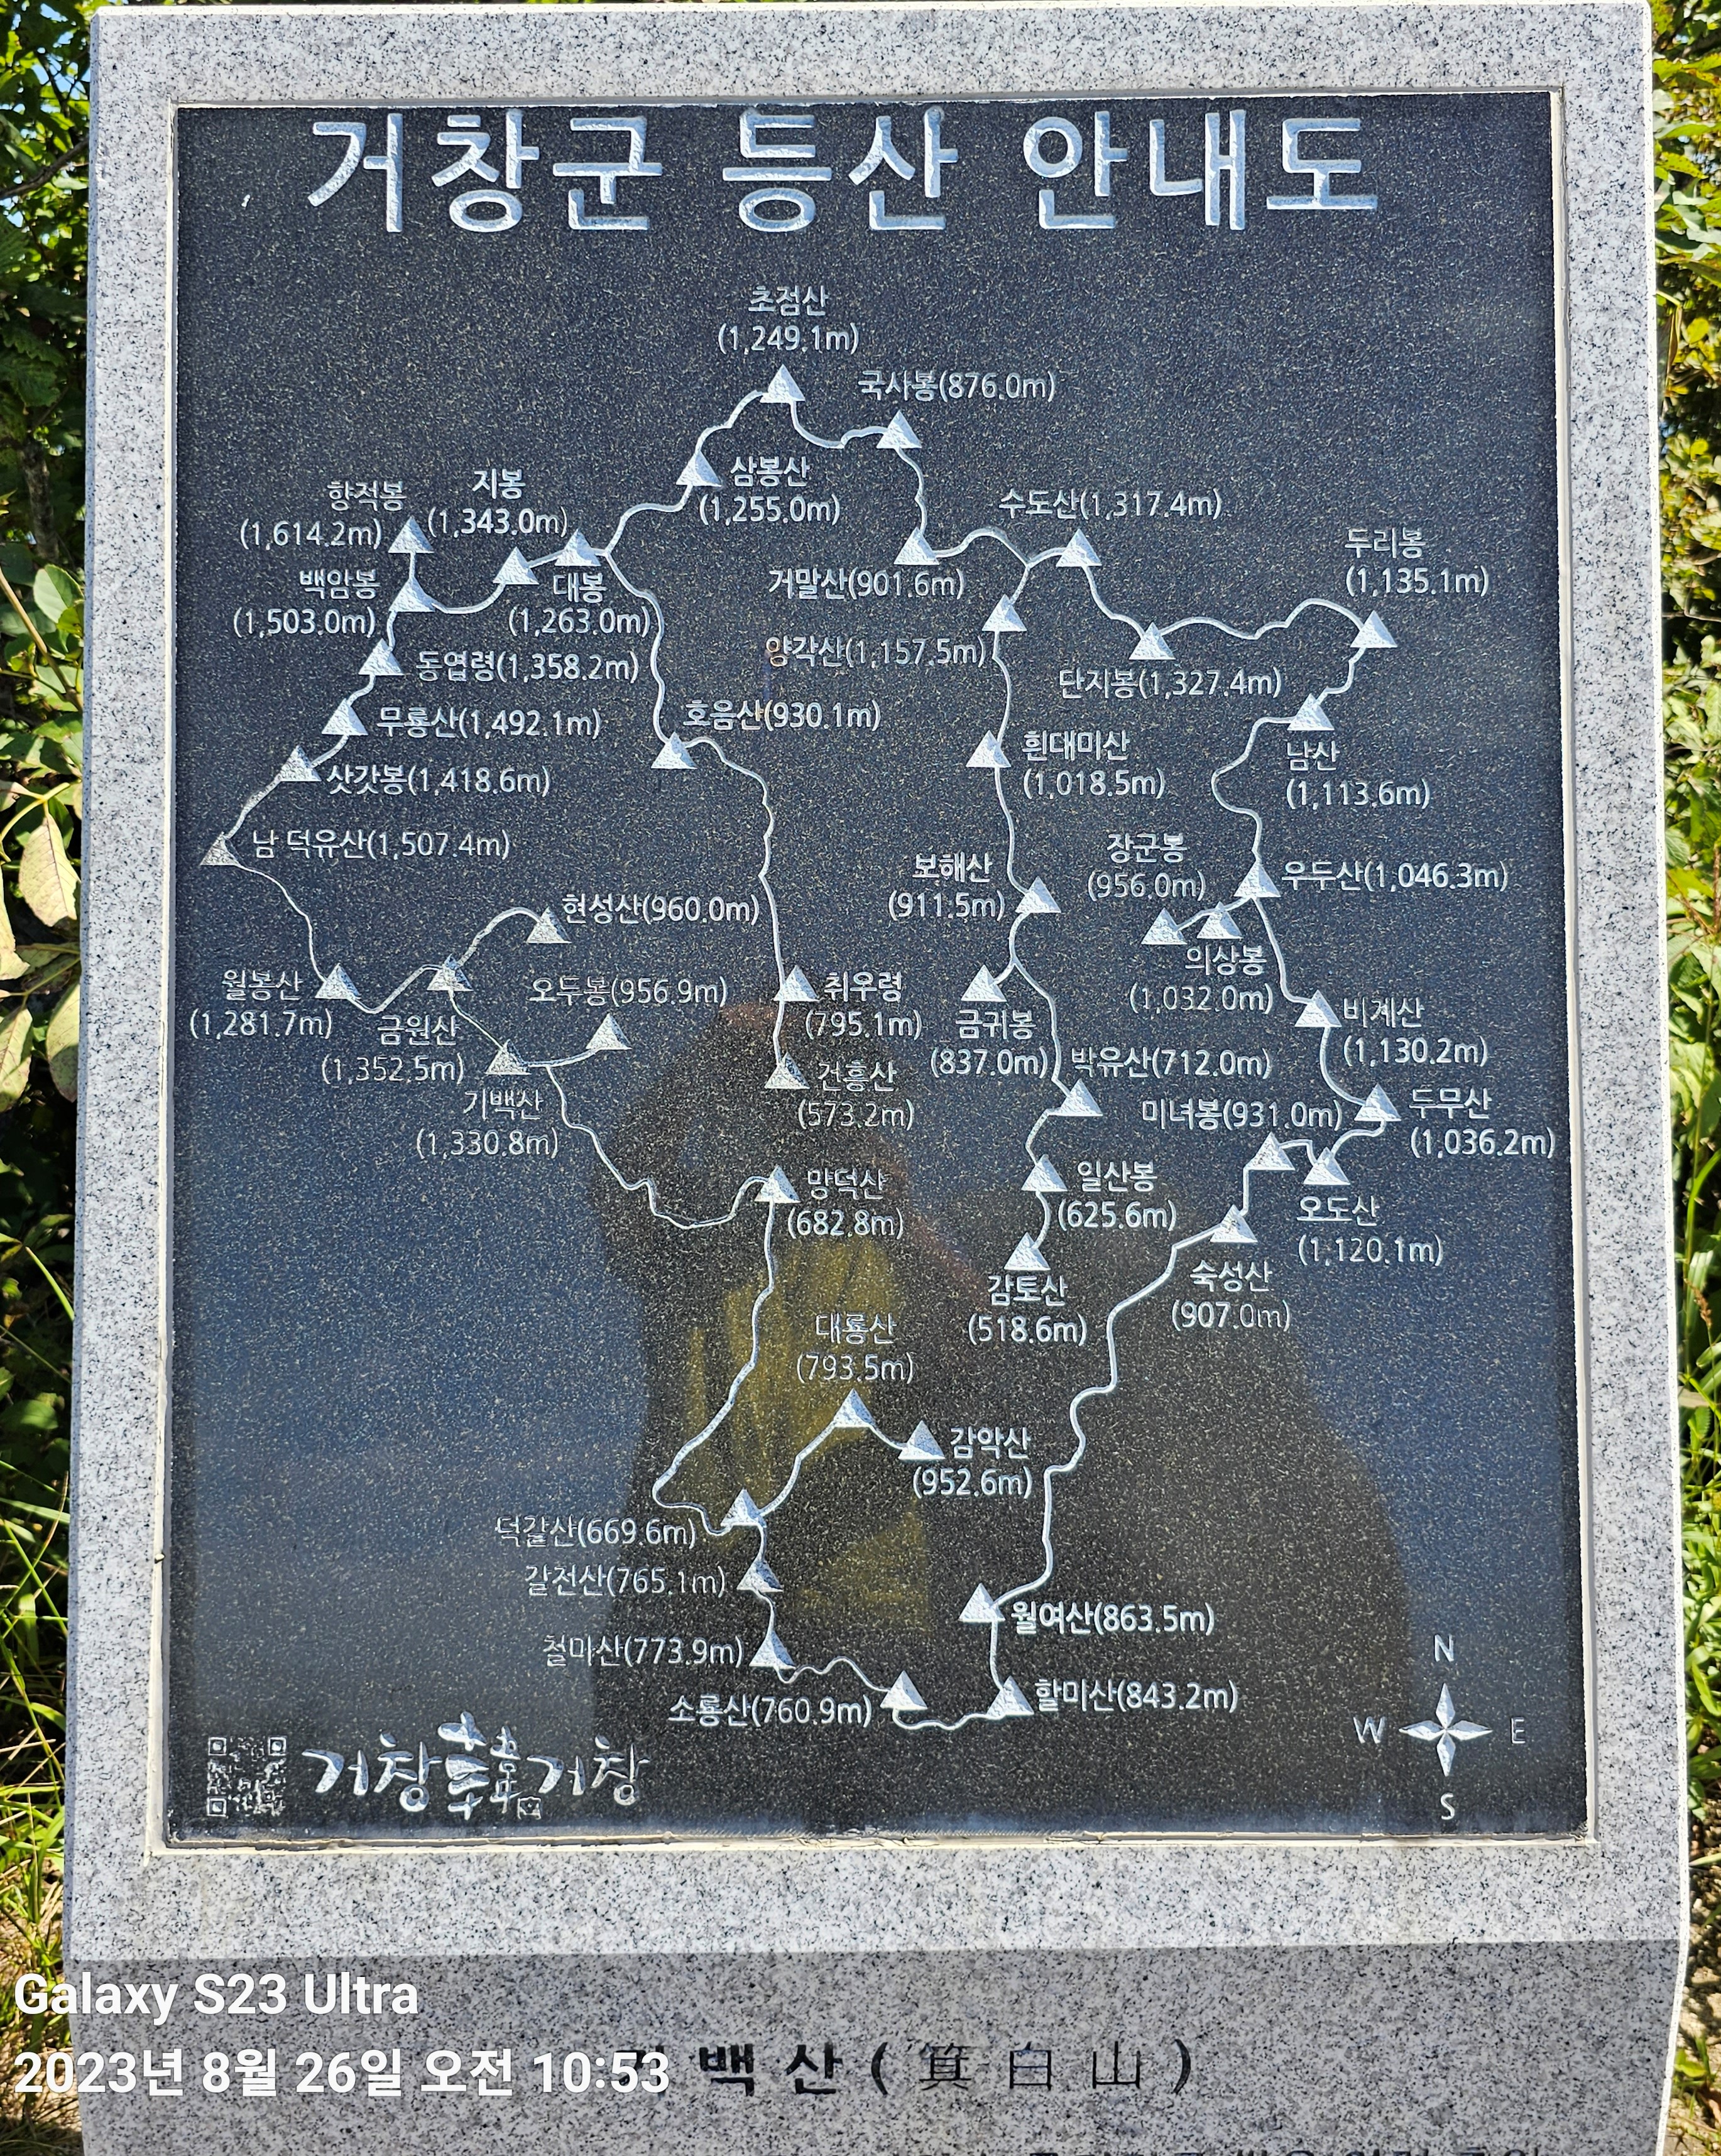 거창군 등산 안내도
초점산
(1,249.1m)
국사봉(876.0m)
삼봉산
(1,255.0m)
향적봉
(1,614.2m)
지봉
(1,343.0m)
대봉
(1,263.0m)
백암봉
(1,503.0m)
수도산(1,317.4m)
두리봉
(1,135.1m)
거말산(901.6m)
양각산(1,157.5m)
동엽령(1,358.2m)
단지봉(1,327.4m)
무룡산(1,492.1m)
호음산(930.1m)
흰대미산
(1,018.5m)
남산
(1,113.6m)
삿갓봉(1,418.6m)
남 덕유산(1,507.4m)
보해산
(911.5m)
장군봉
(956.0m)
우두산(1,046.3m)
현성산(960.0m)
의상봉
(1,032.0m)
월봉산
(1,281.7m)
금원산
(1,352.5m)
오두봉(956.9m)
취우령
(795.1m)
금귀봉
(837.0m)
비계산
(1,130.2m)
박유산(712.0m)
건흥산
(573.2m)
기백산
(1,330.8m)
미녀봉(931.0m)
두무산
(1,036.2m)
망덕산
(682.8m)
일산봉
(625.6m)
오도산
(1,120.1m)
감토산
(518.6m)
숙성산
(907.0m)
대룡산
(793.5m)
감악산
(952.6m)
덕갈산(669.6m)
갈전산(765.1m)
월여산(863.5m)
철마산(773.9m)
소룡산(760.9m)
할미산(843.2m)
N
W
E
S
거창韓거창
Galaxy S23 Ultra
2023년 8월 26일 오전 10:53
백산(箕白山)